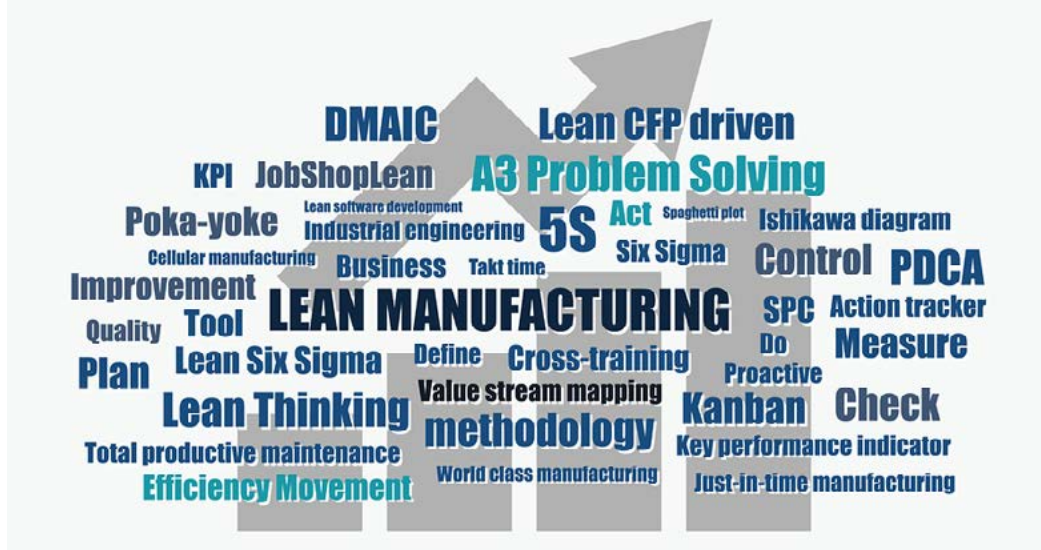 DMAIC
Lean CFP driven
KPI
JobShopLean
A3 Problem Solving
Poka-yoke
Lean software development
Industrial engineering
5S
Act
Spaghetti plot
Ishikawa diagram
Cellular manufacturing
Business
Takt time
Six Sigma
Control
PDCA
Improvement
LEAN MANUFACTURING
SPC
Action tracker
Quality
Tool
Do
Measure
Plan
Lean Six Sigma
Define
Cross-training
Proactive
Value stream mapping
Lean Thinking
methodology
Kanban
Check
Total productive maintenance
Key performance indicator
Efficiency Movement
World class manufacturing
Just-in-time manufacturing